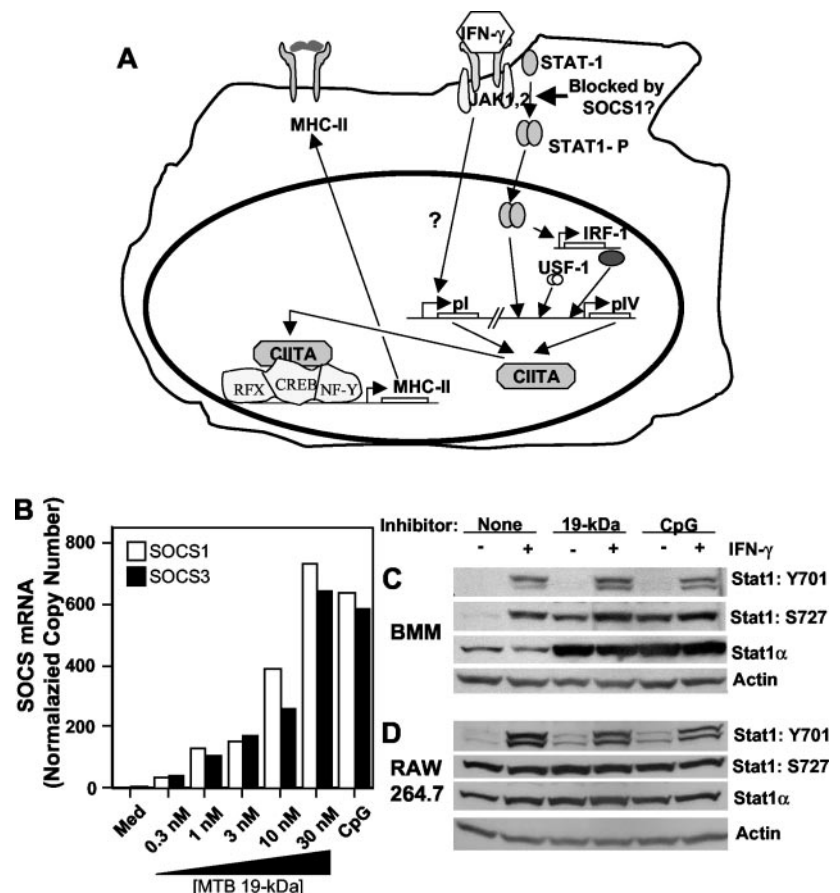 A
IFN-γ
STAT-1
JAK1,2
Blocked by
SOCS1?
MHC-II
STAT1- P
?
IRF-1
USF-1
pI
pIV
CIITA
CIITA
RFX
CREB
NF-Y
MHC-II
B
SOCS mRNA
(Normalazied Copy Number)
800
600
400
200
0
SOCS1
SOCS3
Med
0.3 nM
1 nM
3 nM
10 nM
30 nM
CpG
[MTB 19-kDa]
Inhibitor: None 19-kDa CpG
- + - + - + IFN-γ
C
BMM
Stat1: Y701
Stat1: S727
Stat1α
Actin
D
RAW
264.7
Stat1: Y701
Stat1: S727
Stat1α
Actin